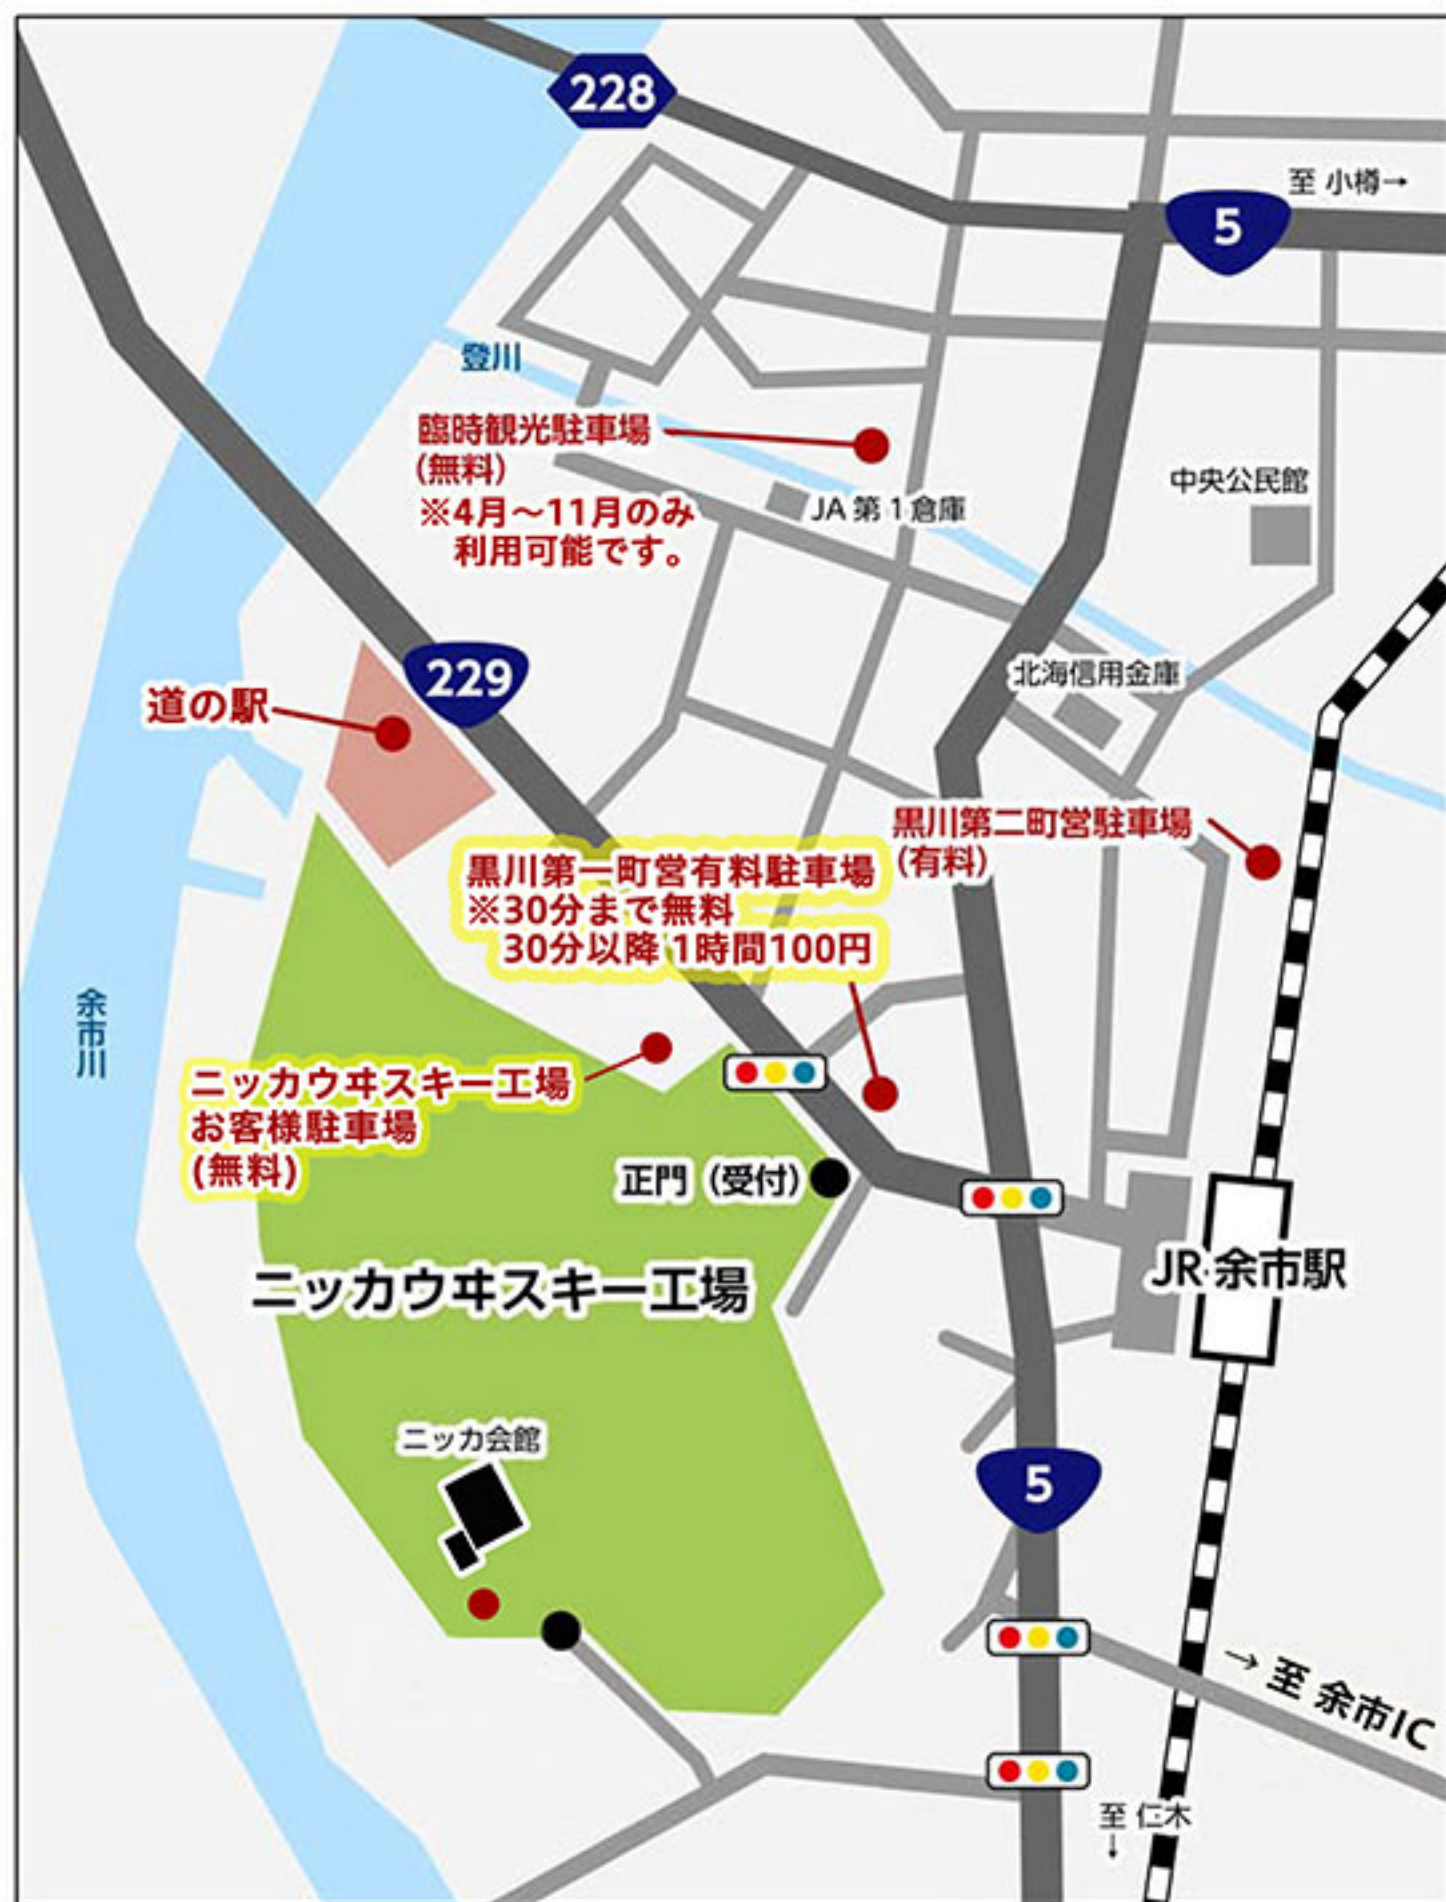 228
至 小樽→
5
登川
臨時観光駐車場
(無料)
※4月～11月のみ
利用可能です。
JA 第1倉庫
中央公民館
229
道の駅
北海信用金庫
黒川第二町営駐車場
(有料)
黒川第一町営有料駐車場
※30分まで無料
30分以降 1時間100円
余市川
ニッカウヰスキー工場
お客様駐車場
(無料)
正門（受付）
ニッカウヰスキー工場
JR 余市駅
ニッカ会館
5
→ 至 余市IC
至 仁木
↓